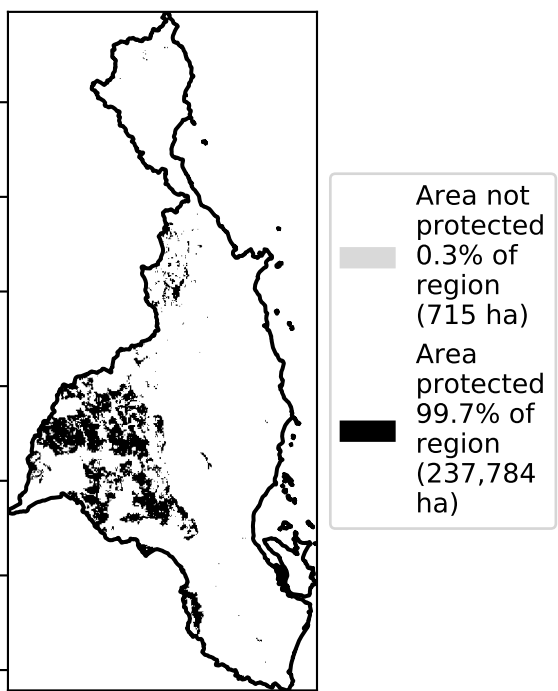 Area not
protected
0.3% of
region
(715 ha)
Area
protected
99.7% of
region
(237,784
ha)